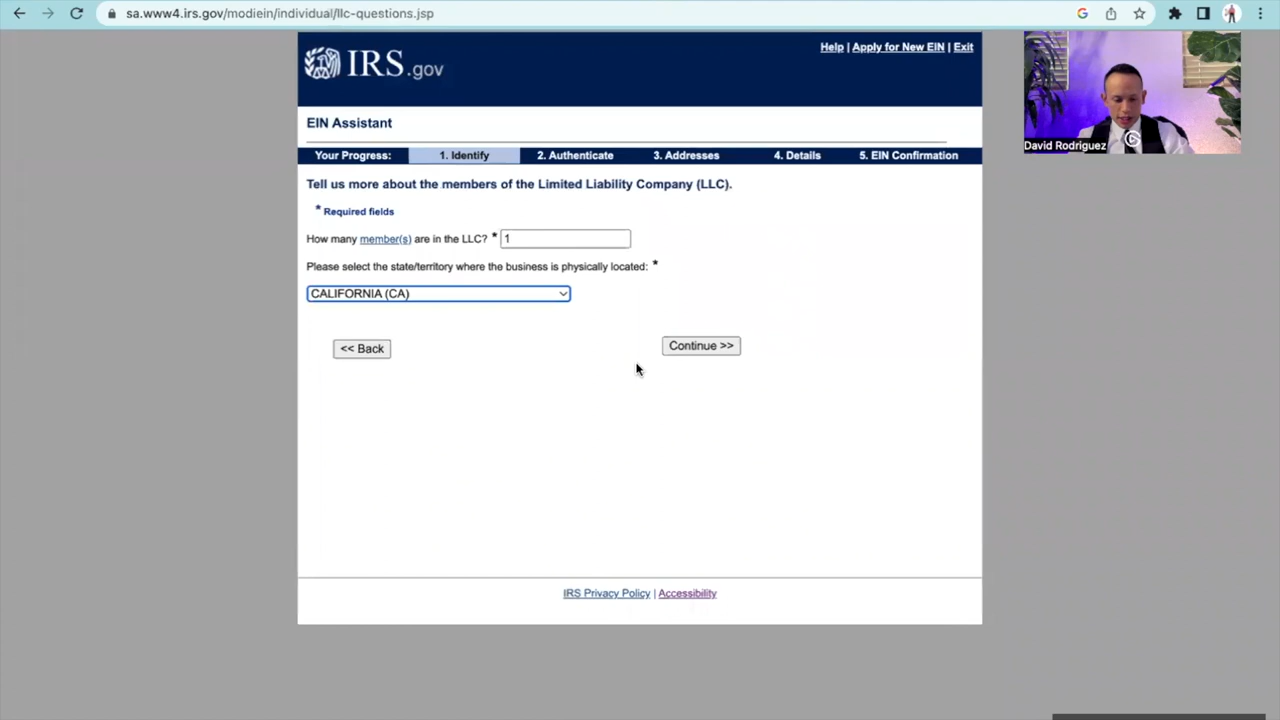 sa.www4.irs.gov/modiein/individual/llc-questions.jsp
IRS.gov
Help | Apply for New EIN | Exit
David Rodriguez
EIN Assistant
Your Progress: 1. Identify 2. Authenticate 3. Addresses 4. Details 5. EIN Confirmation
Tell us more about the members of the Limited Liability Company (LLC).
* Required fields
How many member(s) are in the LLC? * 1
Please select the state/territory where the business is physically located: *
CALIFORNIA (CA)
<< Back Continue >>
IRS Privacy Policy | Accessibility